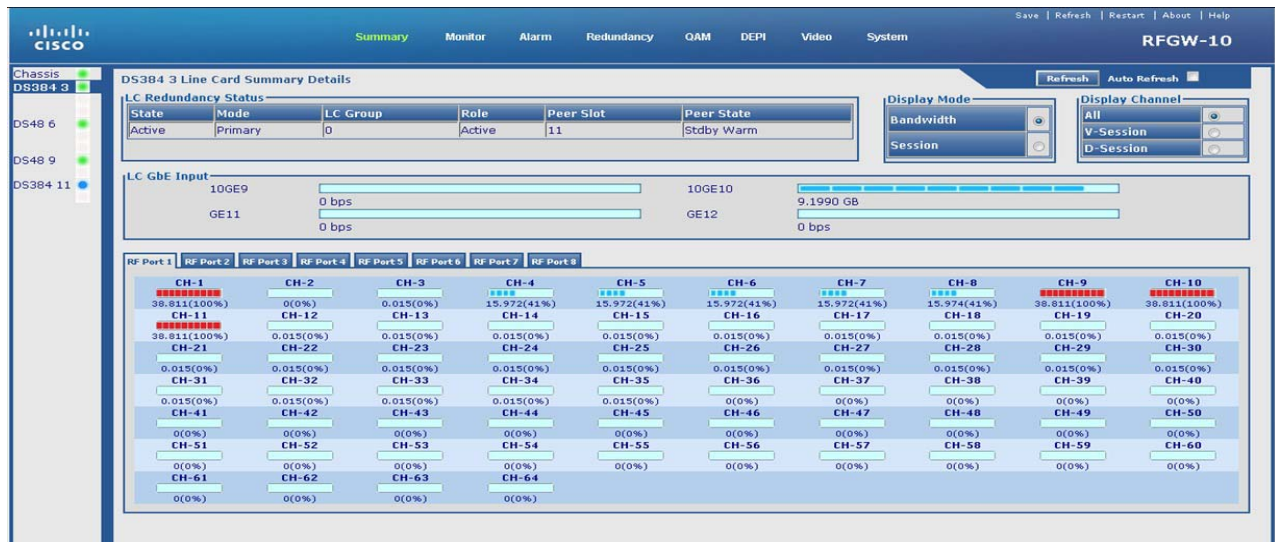 Save | Refresh | Restart | About | Help
CISCO
Summary Monitor Alarm Redundancy QAM DEPI Video System
RFGW-10
Chassis
DS384 3
DS48 6
DS48 9
DS384 11
DS384 3 Line Card Summary Details
Refresh Auto Refresh
LC Redundancy Status
State Mode LC Group Role Peer Slot Peer State
Active Primary 0 Active 11 Stdby Warm
Display Mode
Bandwidth
Session
Display Channel
All
V-Session
D-Session
LC GbE Input
10GE9 10GE10
0 bps 9.1990 GB
GE11 GE12
0 bps 0 bps
RF Port 1 RF Port 2 RF Port 3 RF Port 4 RF Port 5 RF Port 6 RF Port 7 RF Port 8
CH-1 CH-2 CH-3 CH-4 CH-5 CH-6 CH-7 CH-8 CH-9 CH-10
38.811(100%) 0(0%) 0.015(0%) 15.972(41%) 15.972(41%) 15.972(41%) 15.972(41%) 15.974(41%) 38.811(100%) 38.811(100%)
CH-11 CH-12 CH-13 CH-14 CH-15 CH-16 CH-17 CH-18 CH-19 CH-20
38.811(100%) 0.015(0%) 0.015(0%) 0.015(0%) 0.015(0%) 0.015(0%) 0.015(0%) 0.015(0%) 0.015(0%) 0.015(0%)
CH-21 CH-22 CH-23 CH-24 CH-25 CH-26 CH-27 CH-28 CH-29 CH-30
0.015(0%) 0.015(0%) 0.015(0%) 0.015(0%) 0.015(0%) 0.015(0%) 0.015(0%) 0.015(0%) 0.015(0%) 0.015(0%)
CH-31 CH-32 CH-33 CH-34 CH-35 CH-36 CH-37 CH-38 CH-39 CH-40
0.015(0%) 0.015(0%) 0.015(0%) 0.015(0%) 0.015(0%) 0(0%) 0(0%) 0(0%) 0(0%) 0(0%)
CH-41 CH-42 CH-43 CH-44 CH-45 CH-46 CH-47 CH-48 CH-49 CH-50
0(0%) 0(0%) 0(0%) 0(0%) 0(0%) 0(0%) 0(0%) 0(0%) 0(0%) 0(0%)
CH-51 CH-52 CH-53 CH-54 CH-55 CH-56 CH-57 CH-58 CH-59 CH-60
0(0%) 0(0%) 0(0%) 0(0%) 0(0%) 0(0%) 0(0%) 0(0%) 0(0%) 0(0%)
CH-61 CH-62 CH-63 CH-64
0(0%) 0(0%) 0(0%) 0(0%)